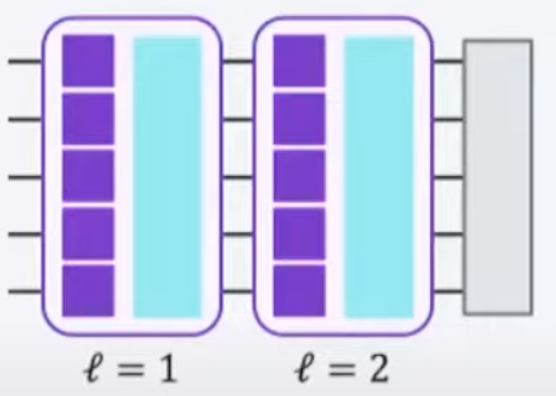 ℓ = 1
ℓ = 2